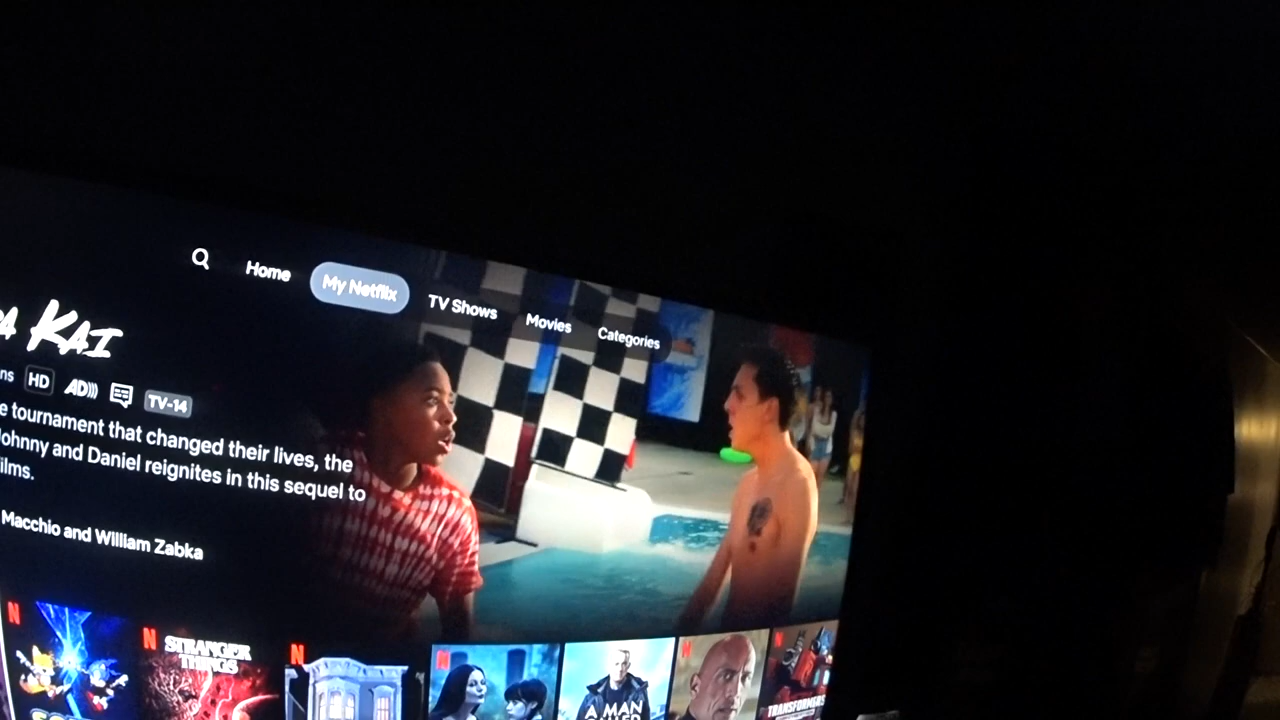 Home My Netflix TV Shows Movies Categories
KAI
HD AD))) TV-14
tournament that changed their lives, the
Johnny and Daniel reignites in this sequel to
films.
Macchio and William Zabka
N
N STRANGER
THINGS
N
N
A MAN
N
N TRANSFORMERS